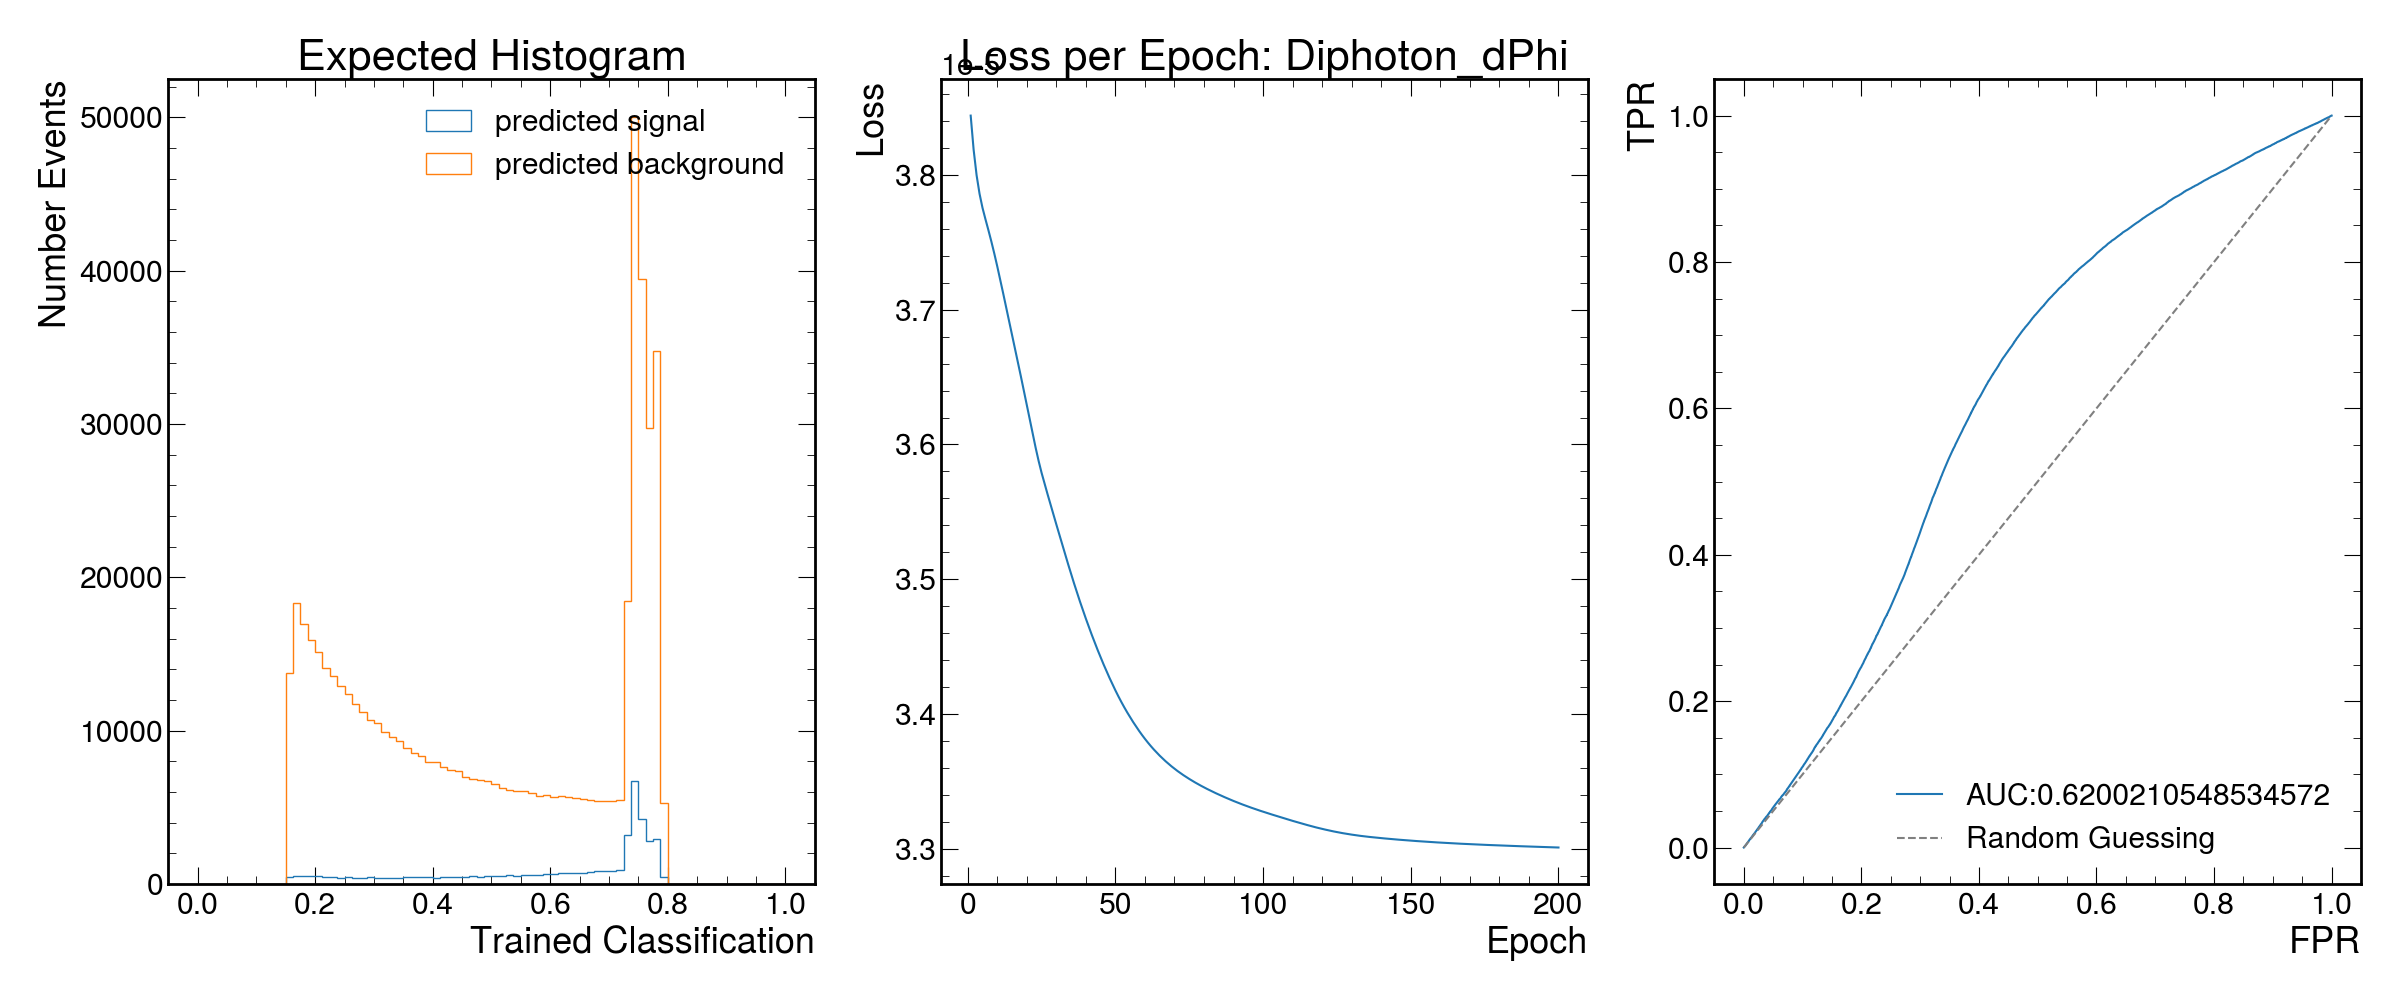 Expected Histogram
Number Events
50000
40000
30000
20000
10000
0
predicted signal
predicted background
0.0 0.2 0.4 0.6 0.8 1.0
Trained Classification
Loss per Epoch: Diphoton_dPhi
1e-5
Loss
3.8
3.7
3.6
3.5
3.4
3.3
0 50 100 150 200
Epoch
TPR
1.0
0.8
0.6
0.4
0.2
0.0
AUC:0.6200210548534572
Random Guessing
0.0 0.2 0.4 0.6 0.8 1.0
FPR